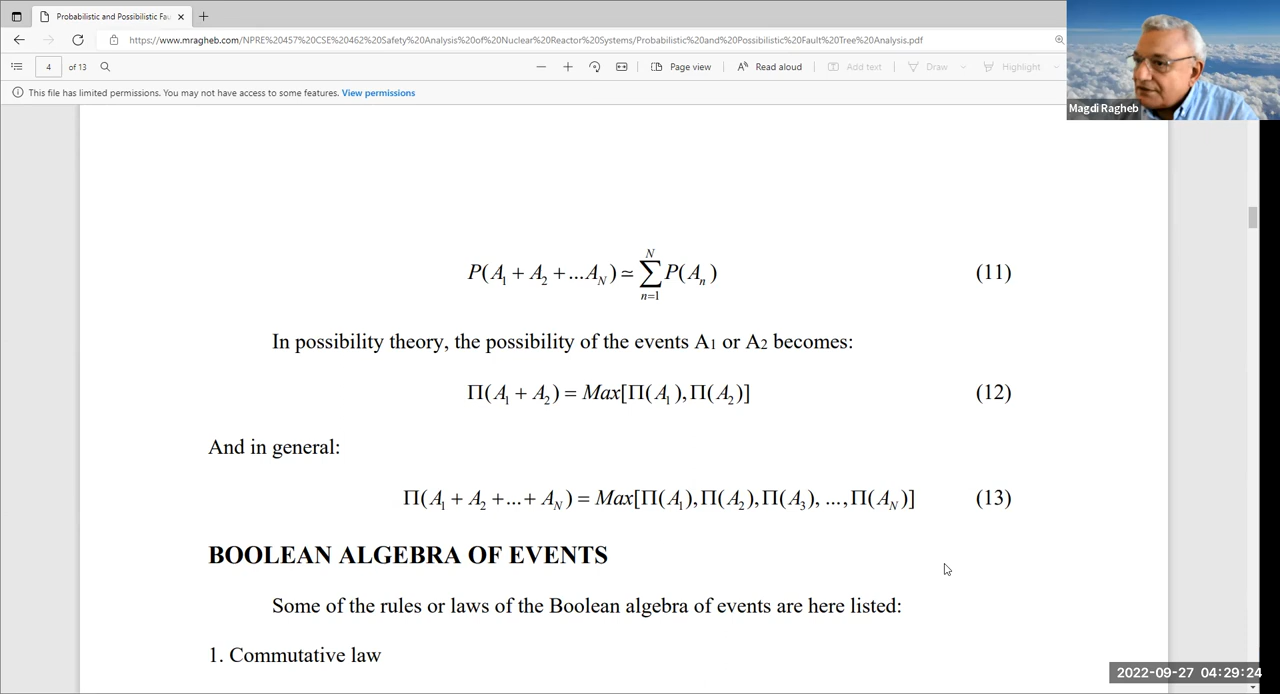 Probabilistic and Possibilistic Fau
https://www.mragheb.com/NPRE%20457%20CSE%20462%20Safety%20Analysis%20of%20Nuclear%20Reactor%20Systems/Probabilistic%20and%20Possibilistic%20Fault%20Tree%20Analysis.pdf
4 of 13 Page view Read aloud Add text Draw Highlight
This file has limited permissions. You may not have access to some features. View permissions
Magdi Ragheb
P(A₁ + A₂ + ...A_N) ≃ ∑_{n=1}^{N} P(A_n) (11)
In possibility theory, the possibility of the events A₁ or A₂ becomes:
Π(A₁ + A₂) = Max[Π(A₁),Π(A₂)] (12)
And in general:
Π(A₁ + A₂ +...+ A_N) = Max[Π(A₁),Π(A₂),Π(A₃), ...,Π(A_N)] (13)
BOOLEAN ALGEBRA OF EVENTS
Some of the rules or laws of the Boolean algebra of events are here listed:
1. Commutative law
2022-09-27 04:29:24